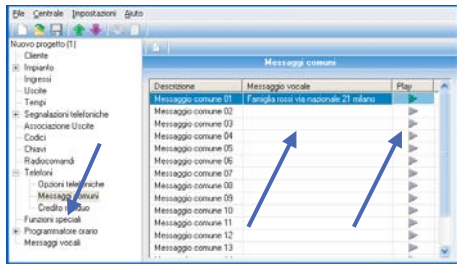 File Centrale Impostazioni Aiuto
Nuovo progetto (1)
Cliente
Impianto
Ingressi
Uscite
Tempi
Segnalazioni telefoniche
Associazione Uscite
Codici
Chiavi
Radiocomandi
Telefoni
Opzioni telefoniche
Messaggi comuni
Credito residuo
Funzioni speciali
Programmatore orario
Messaggi vocali
Messaggi comuni
Descrizione Messaggio vocale Play
Messaggio comune 01 Famiglia rossi via nazionale 21 milano
Messaggio comune 02
Messaggio comune 03
Messaggio comune 04
Messaggio comune 05
Messaggio comune 06
Messaggio comune 07
Messaggio comune 08
Messaggio comune 09
Messaggio comune 10
Messaggio comune 11
Messaggio comune 12
Messaggio comune 13